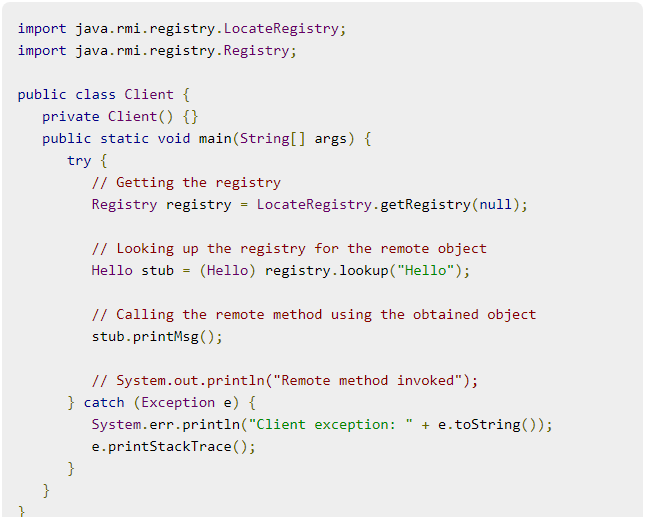 import java.rmi.registry.LocateRegistry;
import java.rmi.registry.Registry;

public class Client {
   private Client() {}
   public static void main(String[] args) {
      try {
         // Getting the registry
         Registry registry = LocateRegistry.getRegistry(null);

         // Looking up the registry for the remote object
         Hello stub = (Hello) registry.lookup("Hello");

         // Calling the remote method using the obtained object
         stub.printMsg();

         // System.out.println("Remote method invoked");
      } catch (Exception e) {
         System.err.println("Client exception: " + e.toString());
         e.printStackTrace();
      }
   }
}